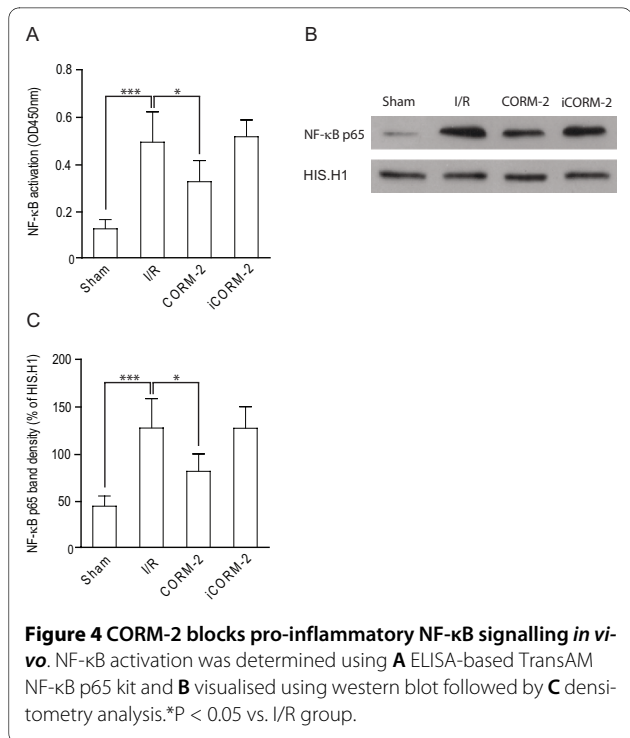 A
NF-κB activation (OD450nm)
0.8
0.6
0.4
0.2
0
*** *
Sham I/R CORM-2 iCORM-2
B
Sham I/R CORM-2 iCORM-2
NF-κB p65
HIS.H1
C
NF-κB p65 band density (% of HIS.H1)
200
150
100
50
0
*** *
Sham I/R CORM-2 iCORM-2
Figure 4 CORM-2 blocks pro-inflammatory NF-κB signalling in vi-
vo. NF-κB activation was determined using A ELISA-based TransAM
NF-κB p65 kit and B visualised using western blot followed by C densi-
tometry analysis.*P < 0.05 vs. I/R group.